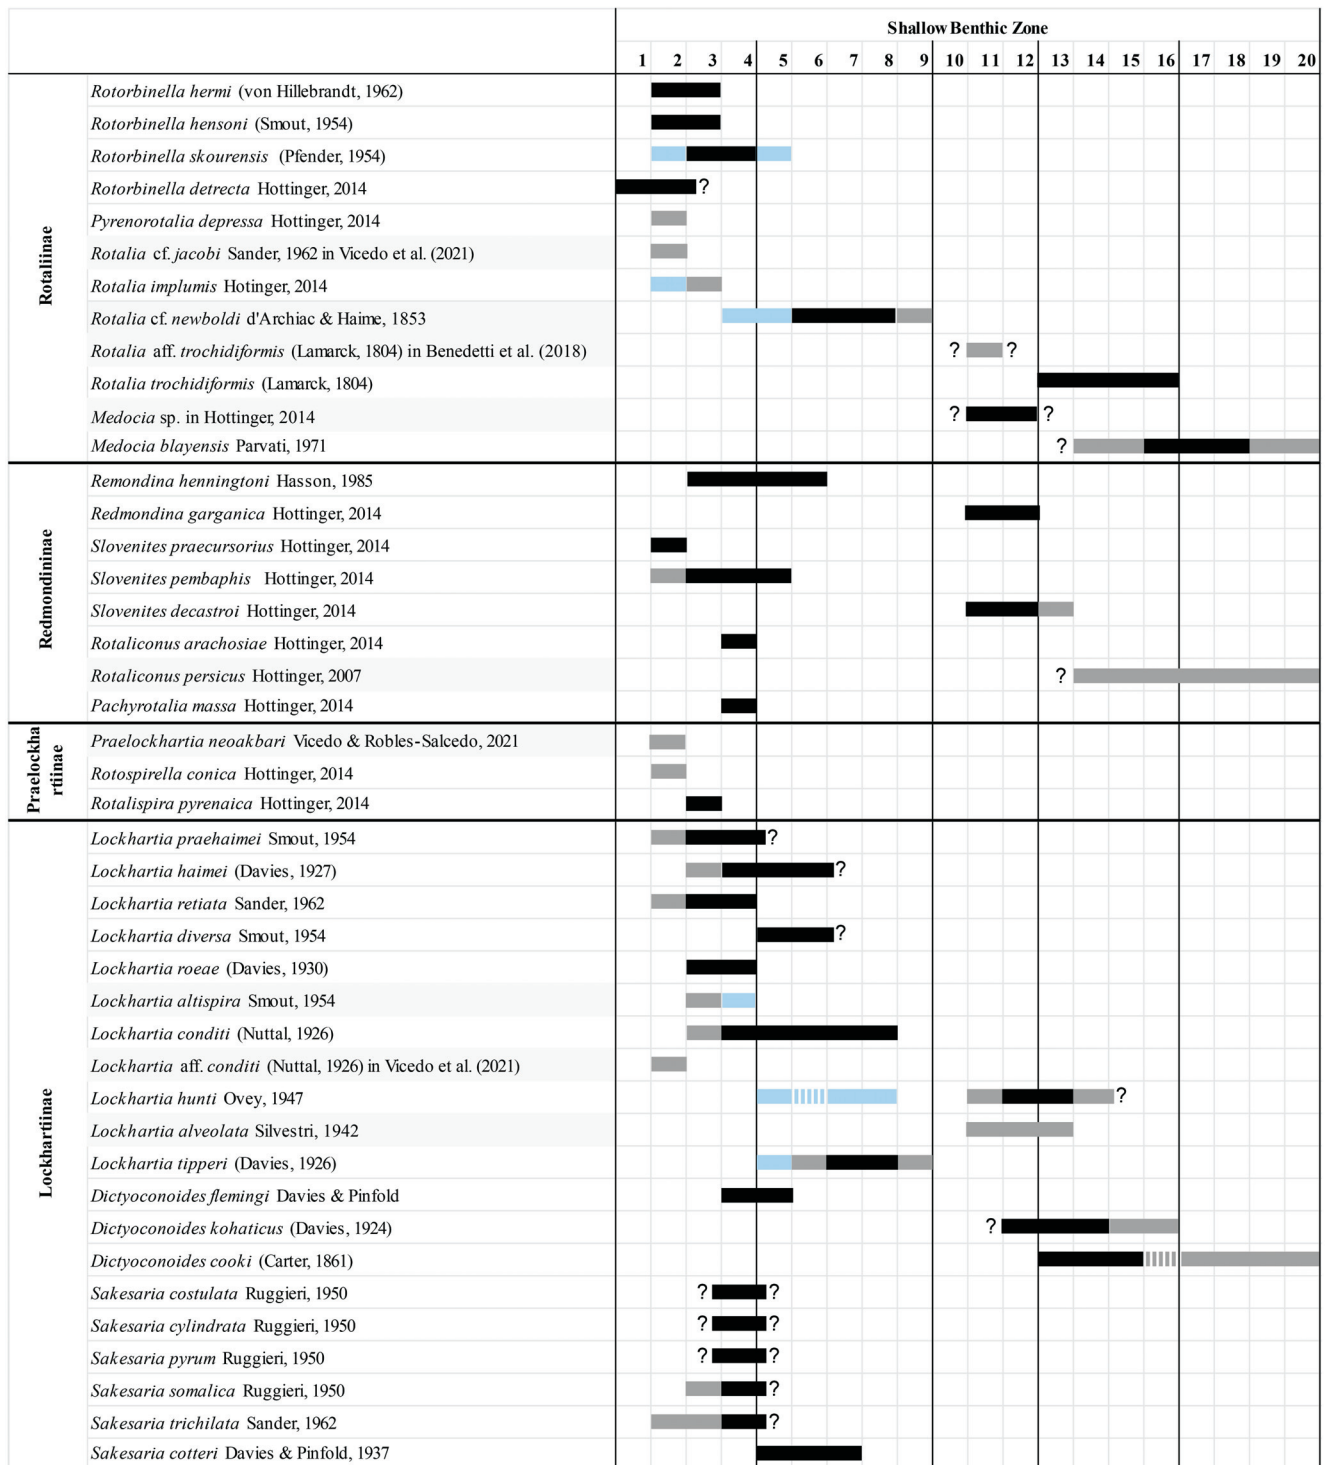 Shallow Benthic Zone
1 2 3 4 5 6 7 8 9 10 11 12 13 14 15 16 17 18 19 20
Rotaliinae
Rotorbinella hermi (von Hillebrandt, 1962)
Rotorbinella hensoni (Smout, 1954)
Rotorbinella skourensis (Pfender, 1954)
Rotorbinella detrecta Hottinger, 2014 ?
Pyrenorotalia depressa Hottinger, 2014
Rotalia cf. jacobi Sander, 1962 in Vicedo et al. (2021)
Rotalia implumis Hotinger, 2014
Rotalia cf. newboldi d'Archiac & Haime, 1853
Rotalia aff. trochidiformis (Lamarck, 1804) in Benedetti et al. (2018) ? ?
Rotalia trochidiformis (Lamarck, 1804)
Medocia sp. in Hottinger, 2014 ? ?
Medocia blayensis Parvati, 1971 ?
Redmondininae
Remondina henningtoni Hasson, 1985
Redmondina garganica Hottinger, 2014
Slovenites praecursorius Hottinger, 2014
Slovenites pembaphis Hottinger, 2014
Slovenites decastroi Hottinger, 2014
Rotaliconus arachosiae Hottinger, 2014
Rotaliconus persicus Hottinger, 2007 ?
Pachyrotalia massa Hottinger, 2014
Praelockha
rtiinae
Praelockhartia neoakbari Vicedo & Robles-Salcedo, 2021
Rotospirella conica Hottinger, 2014
Rotalispira pyrenaica Hottinger, 2014
Lockhartiinae
Lockhartia praehaimei Smout, 1954 ?
Lockhartia haimei (Davies, 1927) ?
Lockhartia retiata Sander, 1962
Lockhartia diversa Smout, 1954 ?
Lockhartia roeae (Davies, 1930)
Lockhartia altispira Smout, 1954
Lockhartia conditi (Nuttal, 1926)
Lockhartia aff. conditi (Nuttal, 1926) in Vicedo et al. (2021)
Lockhartia hunti Ovey, 1947 ?
Lockhartia alveolata Silvestri, 1942
Lockhartia tipperi (Davies, 1926)
Dictyoconoides flemingi Davies & Pinfold
Dictyoconoides kohaticus (Davies, 1924) ?
Dictyoconoides cooki (Carter, 1861)
Sakesaria costulata Ruggieri, 1950 ? ?
Sakesaria cylindrata Ruggieri, 1950 ? ?
Sakesaria pyrum Ruggieri, 1950 ? ?
Sakesaria somalica Ruggieri, 1950 ?
Sakesaria trichilata Sander, 1962 ?
Sakesaria cotteri Davies & Pinfold, 1937